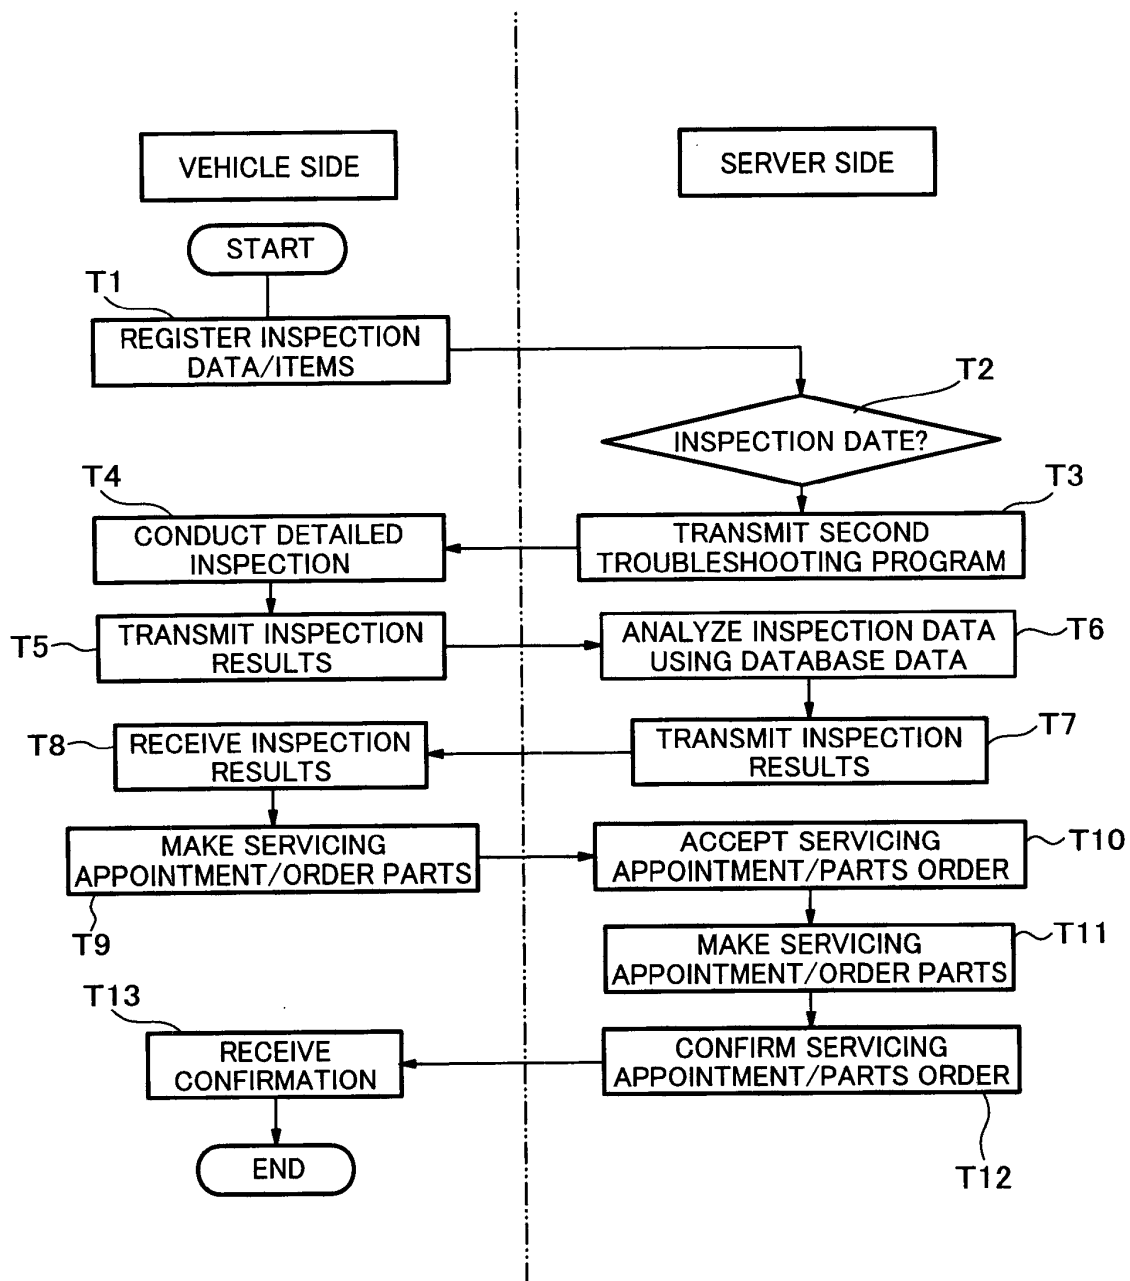 VEHICLE SIDE
SERVER SIDE
START
T1
REGISTER INSPECTION
DATA/ITEMS
T2
INSPECTION DATE?
T3
TRANSMIT SECOND
TROUBLESHOOTING PROGRAM
T4
CONDUCT DETAILED
INSPECTION
T5
TRANSMIT INSPECTION
RESULTS
T6
ANALYZE INSPECTION DATA
USING DATABASE DATA
T7
TRANSMIT INSPECTION
RESULTS
T8
RECEIVE INSPECTION
RESULTS
MAKE SERVICING
APPOINTMENT/ORDER PARTS
T9
ACCEPT SERVICING
APPOINTMENT/PARTS ORDER
T10
MAKE SERVICING
APPOINTMENT/ORDER PARTS
T11
CONFIRM SERVICING
APPOINTMENT/PARTS ORDER
T12
T13
RECEIVE
CONFIRMATION
END